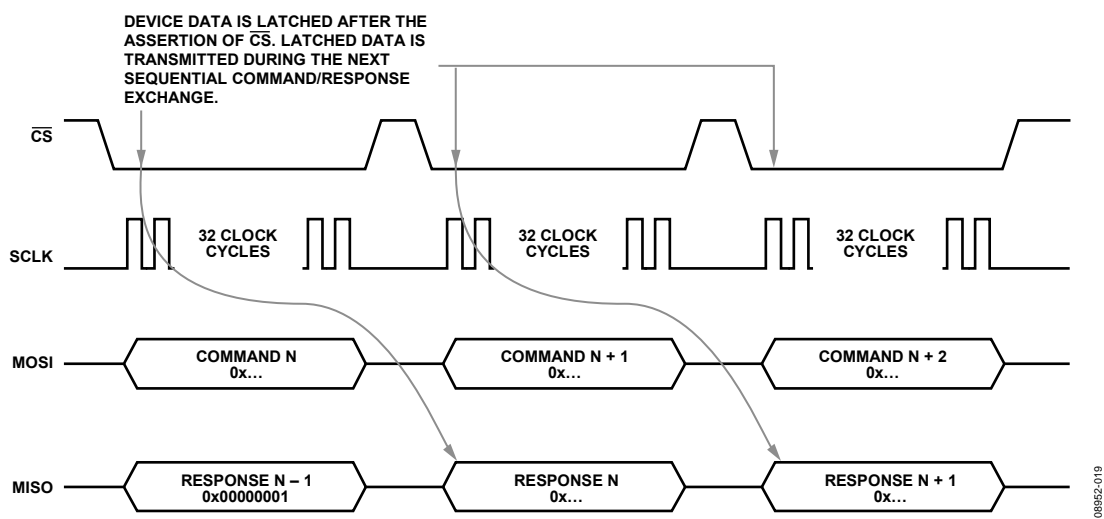 DEVICE DATA IS LATCHED AFTER THE
ASSERTION OF C̅S̅. LATCHED DATA IS
TRANSMITTED DURING THE NEXT
SEQUENTIAL COMMAND/RESPONSE
EXCHANGE.
C̅S̅
SCLK
32 CLOCK
CYCLES
32 CLOCK
CYCLES
32 CLOCK
CYCLES
MOSI
COMMAND N
0x…
COMMAND N + 1
0x…
COMMAND N + 2
0x…
MISO
RESPONSE N – 1
0x00000001
RESPONSE N
0x…
RESPONSE N + 1
0x…
08952-019